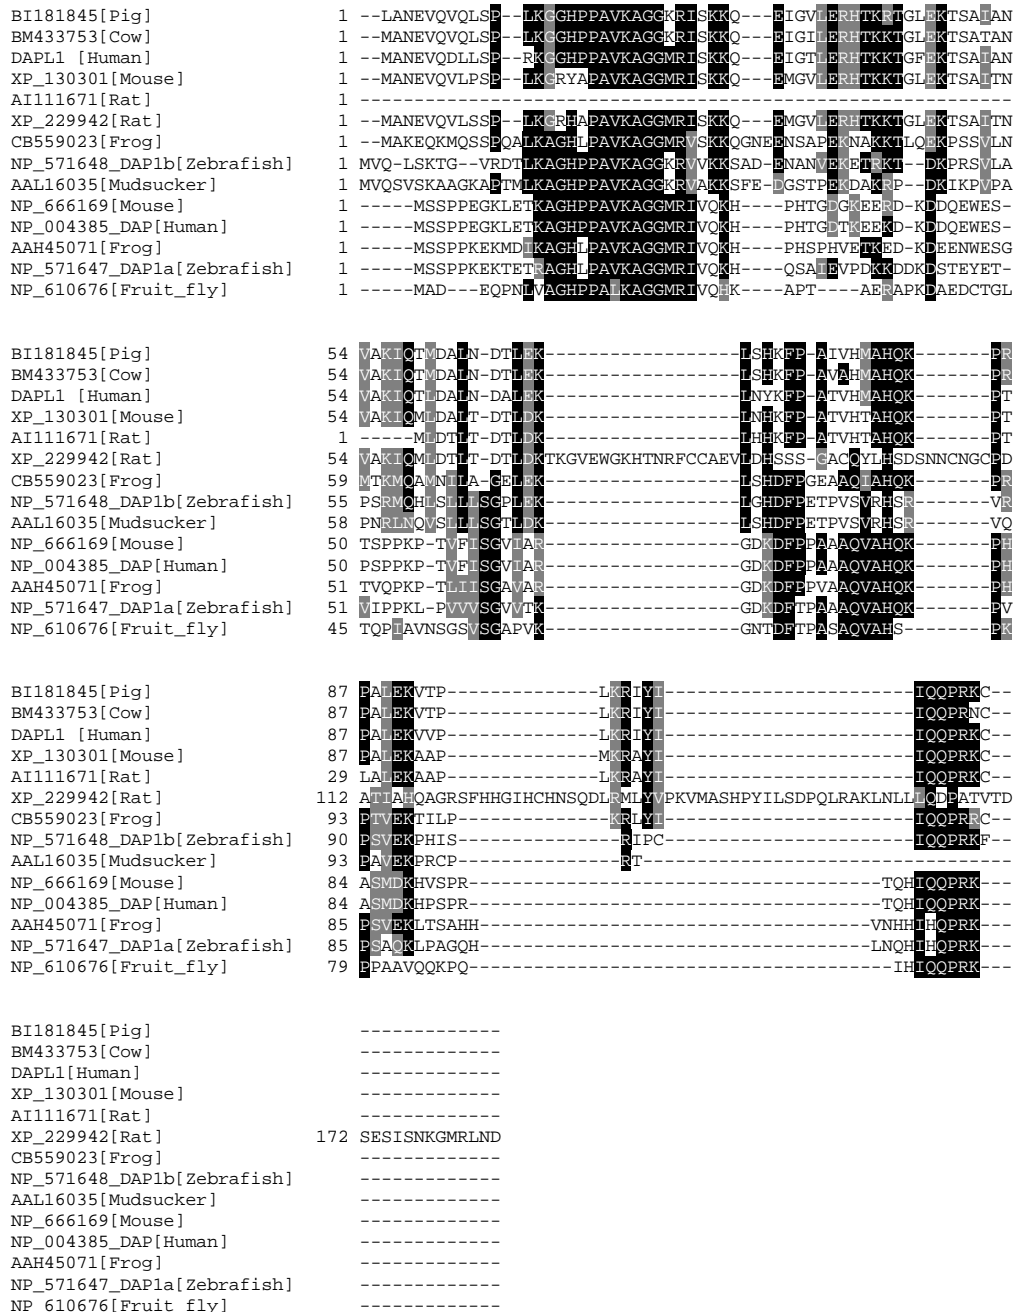 BI181845[Pig] 1 --LANEVQVQLSP--LKGGHPPAVKAGGKRISKKQ---EIGVLERHTKRTGLEKTSAIAN
BM433753[Cow] 1 --MANEVQVQLSP--LKGGHPPAVKAGGKRISKKQ---EIGILERHTKKTGLEKTSATAN
DAPL1 [Human] 1 --MANEVQDLLSP--RKGGHPPAVKAGGMRISKKQ---EIGTLERHTKKTGFEKTSAIAN
XP_130301[Mouse] 1 --MANEVQVLPSP--LKGRYAPAVKAGGMRISKKQ---EMGVLERHTKKTGLEKTSAITN
AI111671[Rat] 1 ------------------------------------------------------------
XP_229942[Rat] 1 --MANEVQVLSSP--LKGRHAPAVKAGGMRISKKQ---EMGVLERHTKKTGLEKTSAITN
CB559023[Frog] 1 --MAKEQKMQSSPQALKAGHLPAVKAGGMRVSKKQGNEENSAPEKNAKKTLQEKPSSVLN
NP_571648_DAP1b[Zebrafish] 1 MVQ-LSKTG--VRDTLKAGHPPAVKAGGKRVVKKSAD-ENANVEKETRKT--DKPRSVLA
AAL16035[Mudsucker] 1 MVQSVSKAAGKAPTMLKAGHPPAVKAGGKRVAKKSFE-DGSTPEKDAKRP--DKIKPVPA
NP_666169[Mouse] 1 -----MSSPPEGKLETKAGHPPAVKAGGMRIVQKH----PHTGDGKEERD-KDDQEWES-
NP_004385_DAP[Human] 1 -----MSSPPEGKLETKAGHPPAVKAGGMRIVQKH----PHTGDTKEEKD-KDDQEWES-
AAH45071[Frog] 1 -----MSSPPKEKMDIKAGHLPAVKAGGMRIVQKH----PHSPHVETKED-KDEENWESG
NP_571647_DAP1a[Zebrafish] 1 -----MSSPPKEKTETRAGHLPAVKAGGMRIVQKH----QSAIEVPDKKDDKDSTEYET-
NP_610676[Fruit_fly] 1 -----MAD---EQPNLVAGHPPALKAGGMRIVQHK----APT----AERAPKDAEDCTGL
BI181845[Pig] 54 VAKIQTMDALN-DTLEK------------------LSHKFP-AIVHMAHQK-------PR
BM433753[Cow] 54 VAKIQTMDALN-DTLEK------------------LSHKFP-AVAHMAHQK-------PR
DAPL1 [Human] 54 VAKIQTLDALN-DALEK------------------LNYKFP-ATVHMAHQK-------PT
XP_130301[Mouse] 54 VAKIQMLDALT-DTLDK------------------LNHKFP-ATVHTAHQK-------PT
AI111671[Rat] 1 -----MLDTLT-DTLDK------------------LHHKFP-ATVHTAHQK-------PT
XP_229942[Rat] 54 VAKIQMLDTLT-DTLDKTKGVEWGKHTNRFCCAEVLDHSSS-GACQYLHSDSNNCNGCPD
CB559023[Frog] 59 MTKMQAMNILA-GELEK------------------LSHDFPGEAAQIAHQK-------PR
NP_571648_DAP1b[Zebrafish] 55 PSRMQHLSLLLSGPLEK------------------LGHDFPETPVSVRHSR-------VR
AAL16035[Mudsucker] 58 PNRLNQVSLLLSGTLDK------------------LSHDFPETPVSVRHSR-------VQ
NP_666169[Mouse] 50 TSPPKP-TVFISGVIAR------------------GDKDFPPAAAQVAHQK-------PH
NP_004385_DAP[Human] 50 PSPPKP-TVFISGVIAR------------------GDKDFPPAAAQVAHQK-------PH
AAH45071[Frog] 51 TVQPKP-TLIISGAVAR------------------GDKDFPPVAAQVAHQK-------PH
NP_571647_DAP1a[Zebrafish] 51 VIPPKL-PVVVSGVVTK------------------GDKDFTPAAAQVAHQK-------PV
NP_610676[Fruit_fly] 45 TQPIAVNSGSVSGAPVK------------------GNTDFTPASAQVAHS--------PK
BI181845[Pig] 87 PALEKVTP--------------LKRIYI-----------------------IQQPRKC--
BM433753[Cow] 87 PALEKVTP--------------LKRIYI-----------------------IQQPRNC--
DAPL1 [Human] 87 PALEKVVP--------------LKRIYI-----------------------IQQPRKC--
XP_130301[Mouse] 87 PALEKAAP--------------MKRAYI-----------------------IQQPRKC--
AI111671[Rat] 29 LALEKAAP--------------LKRAYI-----------------------IQQPRKC--
XP_229942[Rat] 112 ATIAHQAGRSFHHGIHCHNSQDLRMLYVPKVMASHPYILSDPQLRAKLNLLLQDPATVTD
CB559023[Frog] 93 PTVEKTILP--------------KRLYI-----------------------IQQPRRC--
NP_571648_DAP1b[Zebrafish] 90 PSVEKPHIS---------------RIPC-----------------------IQQPRKF--
AAL16035[Mudsucker] 93 PAVEKPRCP---------------RT----------------------------------
NP_666169[Mouse] 84 ASMDKHVSPR--------------------------------------TQHIQQPRK---
NP_004385_DAP[Human] 84 ASMDKHPSPR--------------------------------------TQHIQQPRK---
AAH45071[Frog] 85 PSVEKLTSAHH------------------------------------VNHHIHQPRK---
NP_571647_DAP1a[Zebrafish] 85 PSAQKLPAGQH------------------------------------LNQHIHQPRK---
NP_610676[Fruit_fly] 79 PPAAVQQKPQ---------------------------------------IHIQQPRK---
BI181845[Pig] -------------
BM433753[Cow] -------------
DAPL1[Human] -------------
XP_130301[Mouse] -------------
AI111671[Rat] -------------
XP_229942[Rat] 172 SESISNKGMRLND
CB559023[Frog] -------------
NP_571648_DAP1b[Zebrafish] -------------
AAL16035[Mudsucker] -------------
NP_666169[Mouse] -------------
NP_004385_DAP[Human] -------------
AAH45071[Frog] -------------
NP_571647_DAP1a[Zebrafish] -------------
NP_610676[Fruit_fly] -------------